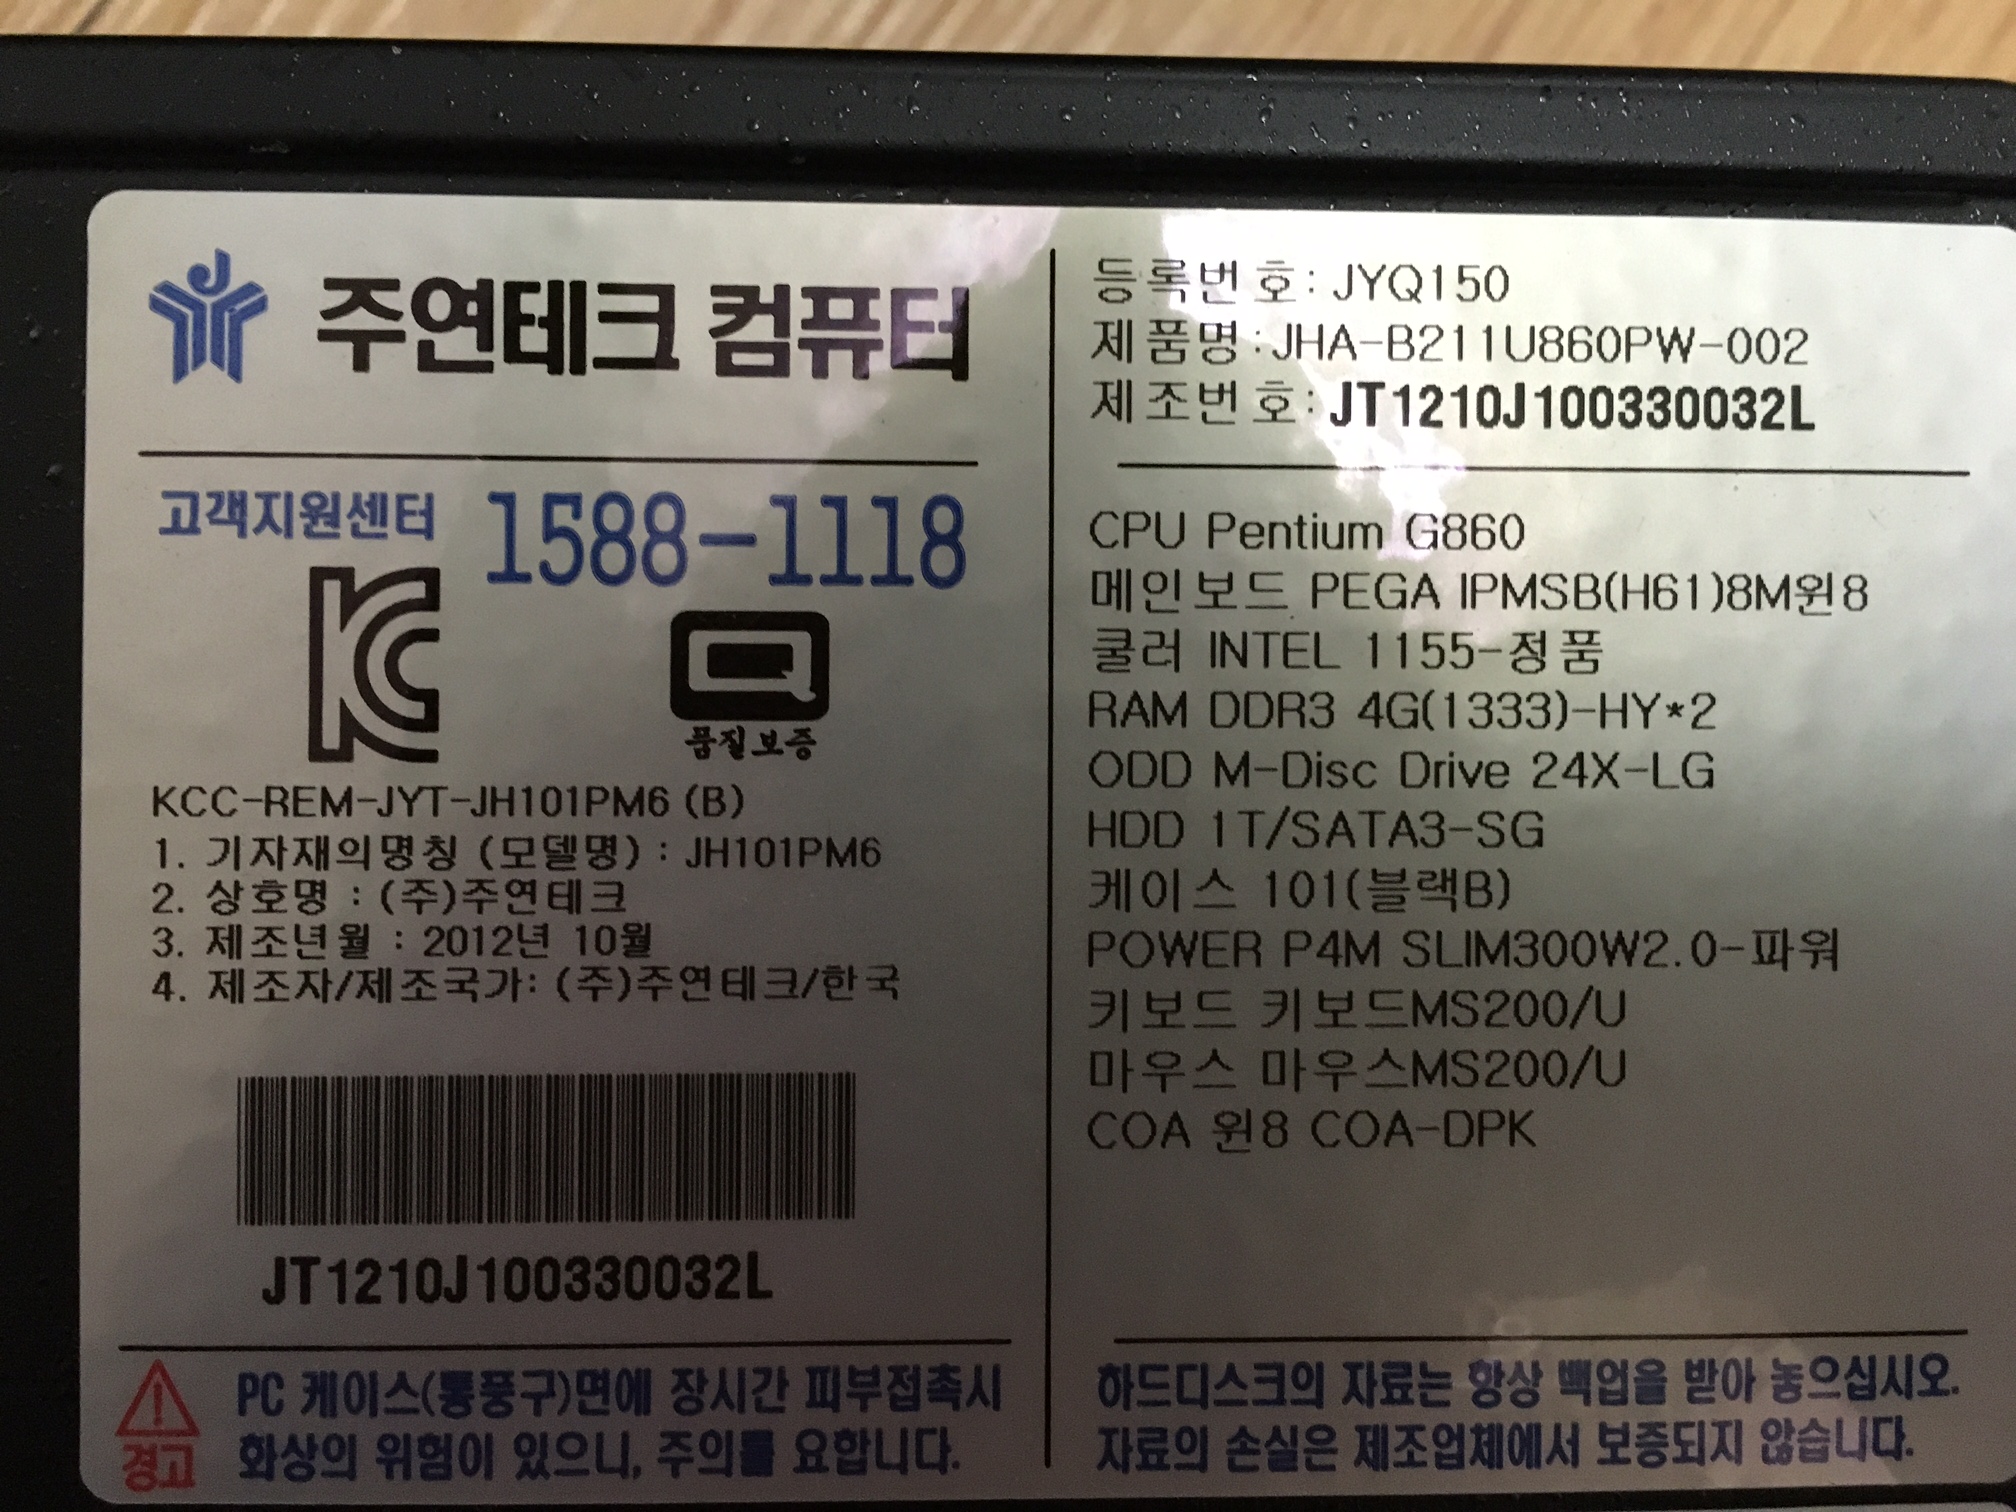 주연테크 컴퓨터
고객지원센터 1588-1118
품질보증
KCC-REM-JYT-JH101PM6 (B)
1. 기자재의명칭 (모델명) : JH101PM6
2. 상호명 : (주)주연테크
3. 제조년월 : 2012년 10월
4. 제조자/제조국가: (주)주연테크/한국
JT1210J100330032L
경고
PC 케이스(통풍구)면에 장시간 피부접촉시
화상의 위험이 있으니, 주의를 요합니다.
등록번호: JYQ150
제품명:JHA-B211U860PW-002
제조번호: JT1210J100330032L
CPU Pentium G860
메인보드 PEGA IPMSB(H61)8M윈8
쿨러 INTEL 1155-정품
RAM DDR3 4G(1333)-HY*2
ODD M-Disc Drive 24X-LG
HDD 1T/SATA3-SG
케이스 101(블랙B)
POWER P4M SLIM300W2.0-파워
키보드 키보드MS200/U
마우스 마우스MS200/U
COA 윈8 COA-DPK
하드디스크의 자료는 항상 백업을 받아 놓으십시오.
자료의 손실은 제조업체에서 보증되지 않습니다.